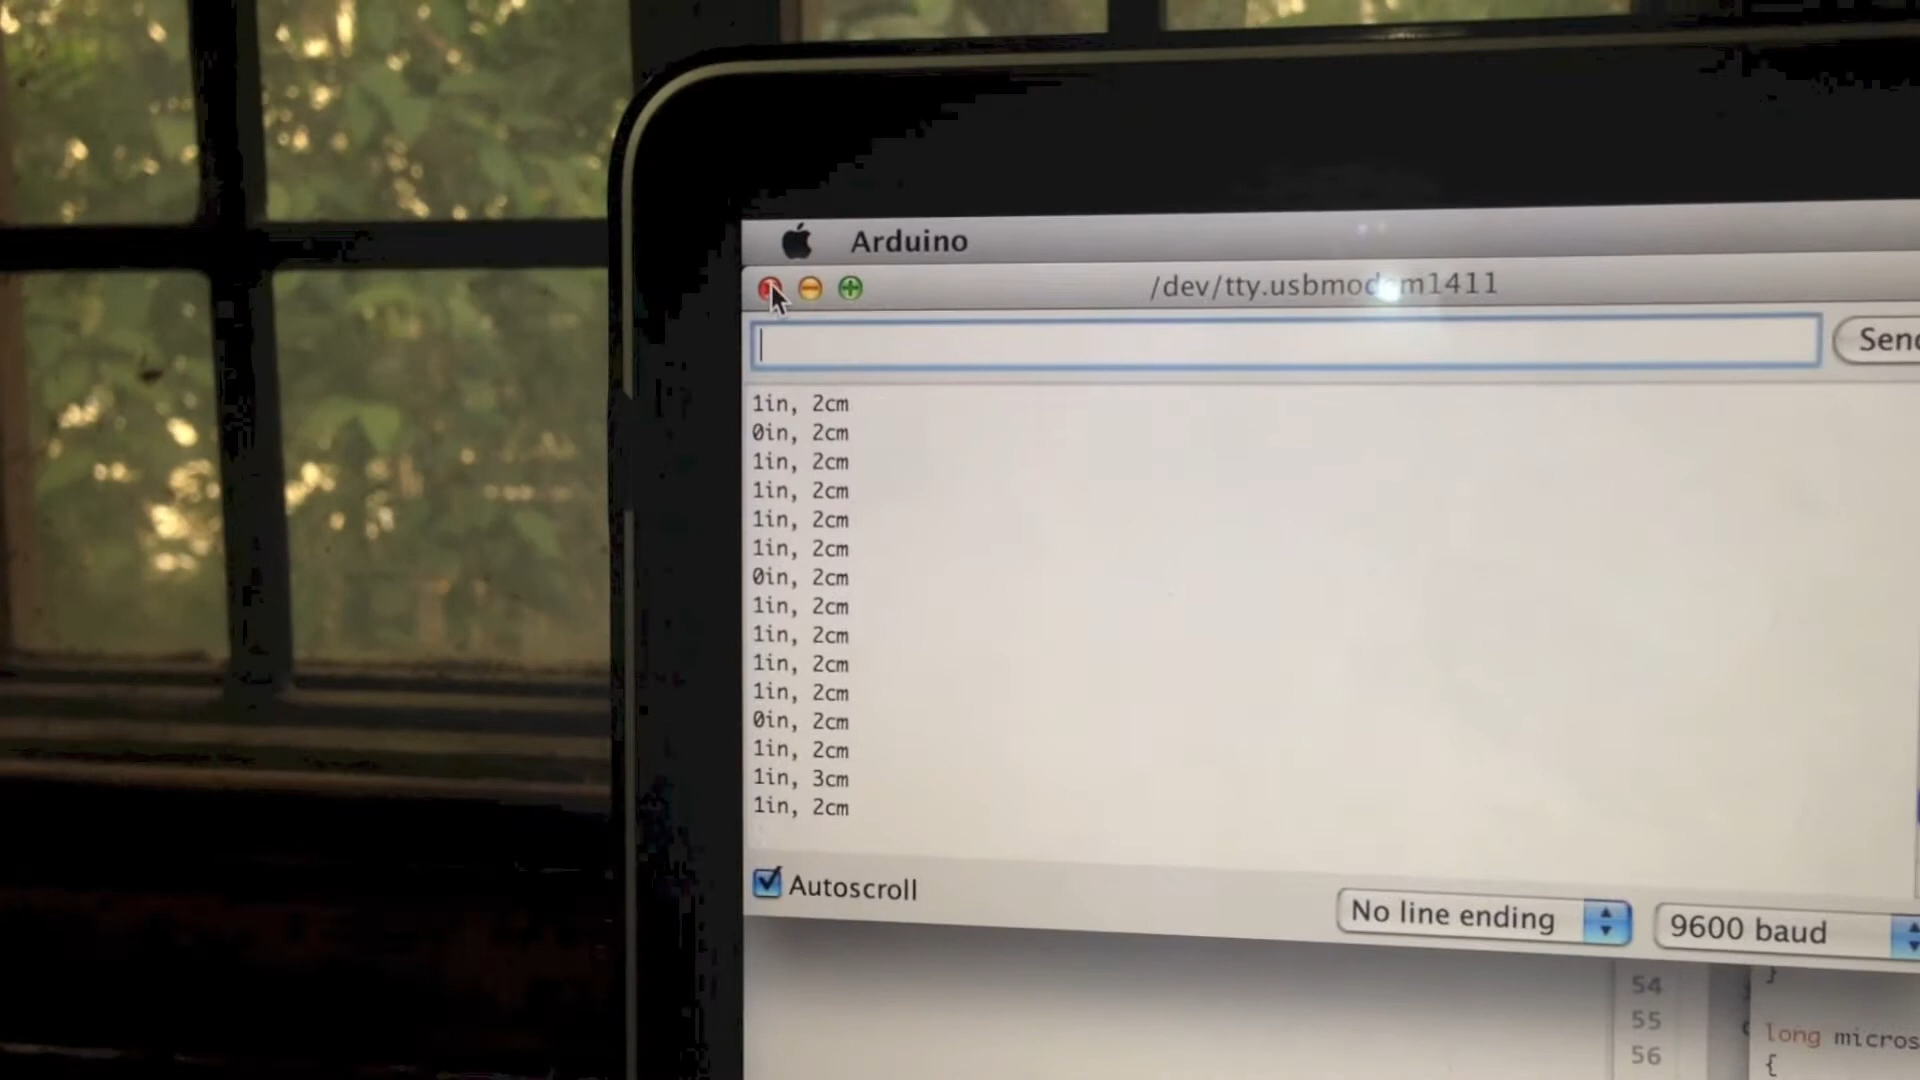 Arduino
/dev/tty.usbmodem1411
Send
1in, 2cm
0in, 2cm
1in, 2cm
1in, 2cm
1in, 2cm
1in, 2cm
0in, 2cm
1in, 2cm
1in, 2cm
1in, 2cm
1in, 2cm
0in, 2cm
1in, 2cm
1in, 3cm
1in, 2cm
Autoscroll
No line ending
9600 baud
54
}
55
long micros
56
{